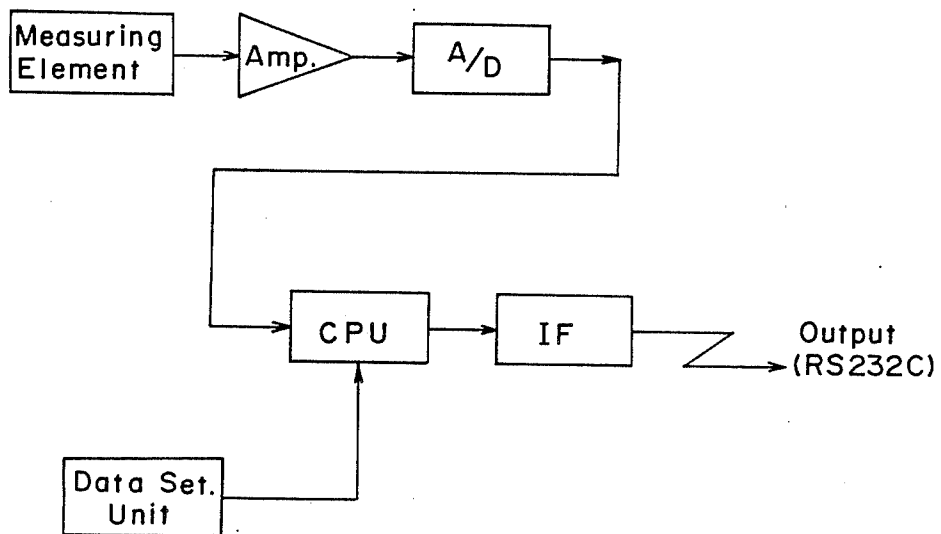 Measuring
Element
Amp.
A/D
CPU
IF
Output
(RS232C)
Data Set.
Unit